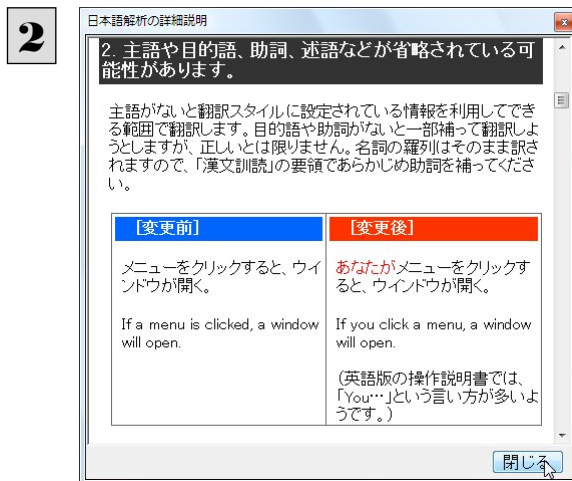 2
日本語解析の詳細説明
2. 主語や目的語、助詞、述語などが省略されている可
能性があります。
主語がないと翻訳スタイルに設定されている情報を利用してでき
る範囲で翻訳します。目的語や助詞がないと一部補って翻訳しよ
うとしますが、正しいとは限りません。名詞の羅列はそのまま訳さ
れますので、「漢文訓読」の要領であらかじめ助詞を補ってくださ
い。
[変更前]
メニューをクリックすると、ウイ
ンドウが開く。
If a menu is clicked, a window
will open.
[変更後]
あなたがメニューをクリックす
ると、ウインドウが開く。
If you click a menu, a window
will open.
(英語版の操作説明書では、
「You…」という言い方が多いよ
うです。)
閉じる